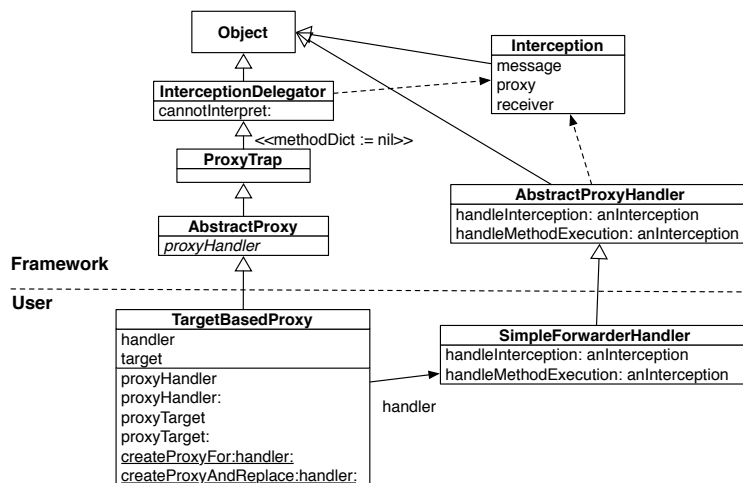 Object
Interception
message
proxy
receiver
InterceptionDelegator
cannotInterpret:
<<methodDict := nil>>
ProxyTrap
AbstractProxyHandler
handleInterception: anInterception
handleMethodExecution: anInterception
AbstractProxy
proxyHandler
Framework
User
TargetBasedProxy
handler
target
proxyHandler
proxyHandler:
proxyTarget
proxyTarget:
createProxyFor:handler:
createProxyAndReplace:handler:
SimpleForwarderHandler
handleInterception: anInterception
handleMethodExecution: anInterception
handler